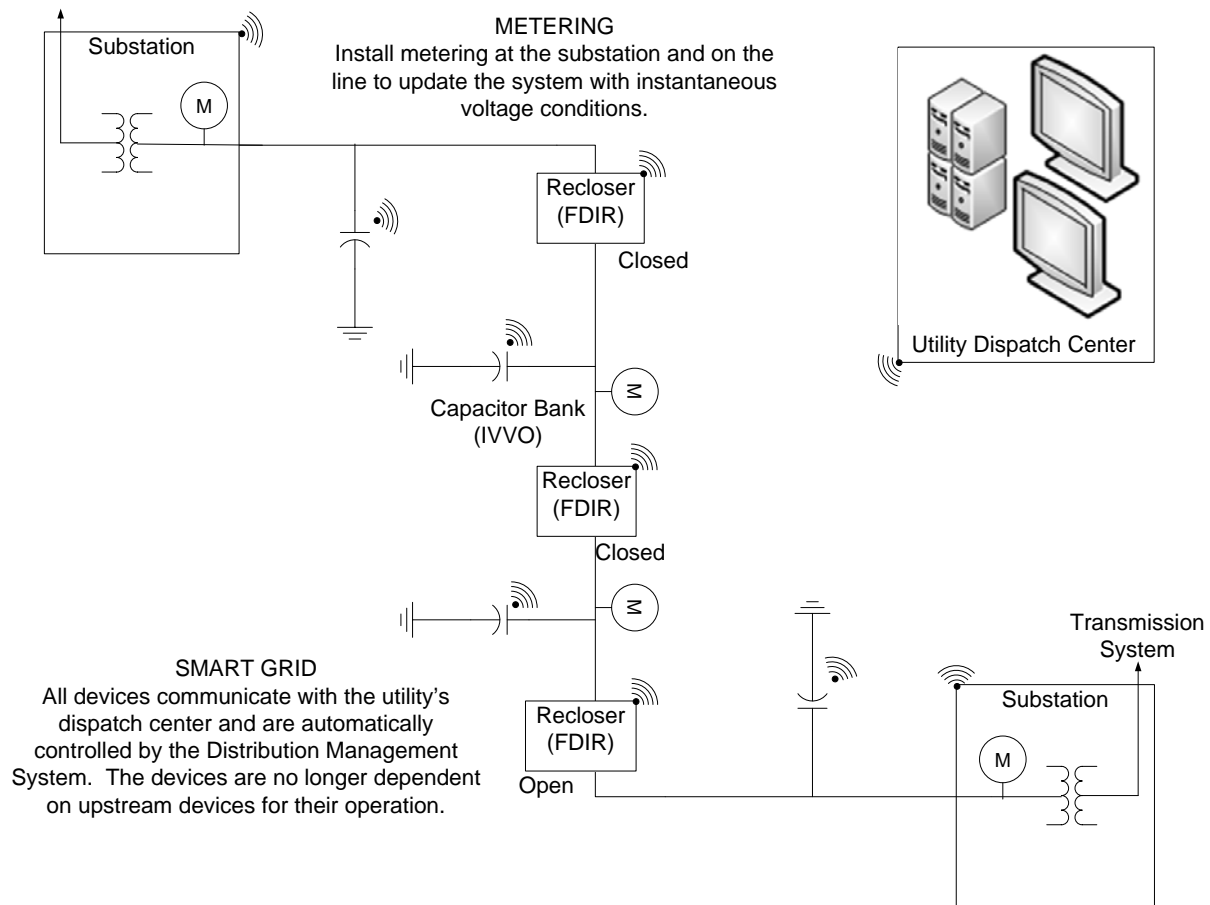 METERING
Install metering at the substation and on the
line to update the system with instantaneous
voltage conditions.
Substation
M
Recloser
(FDIR)
Closed
Utility Dispatch Center
Capacitor Bank
(IVVO)
M
Recloser
(FDIR)
Closed
M
SMART GRID
All devices communicate with the utility’s
dispatch center and are automatically
controlled by the Distribution Management
System.  The devices are no longer dependent
on upstream devices for their operation.
Recloser
(FDIR)
Open
Transmission
System
Substation
M